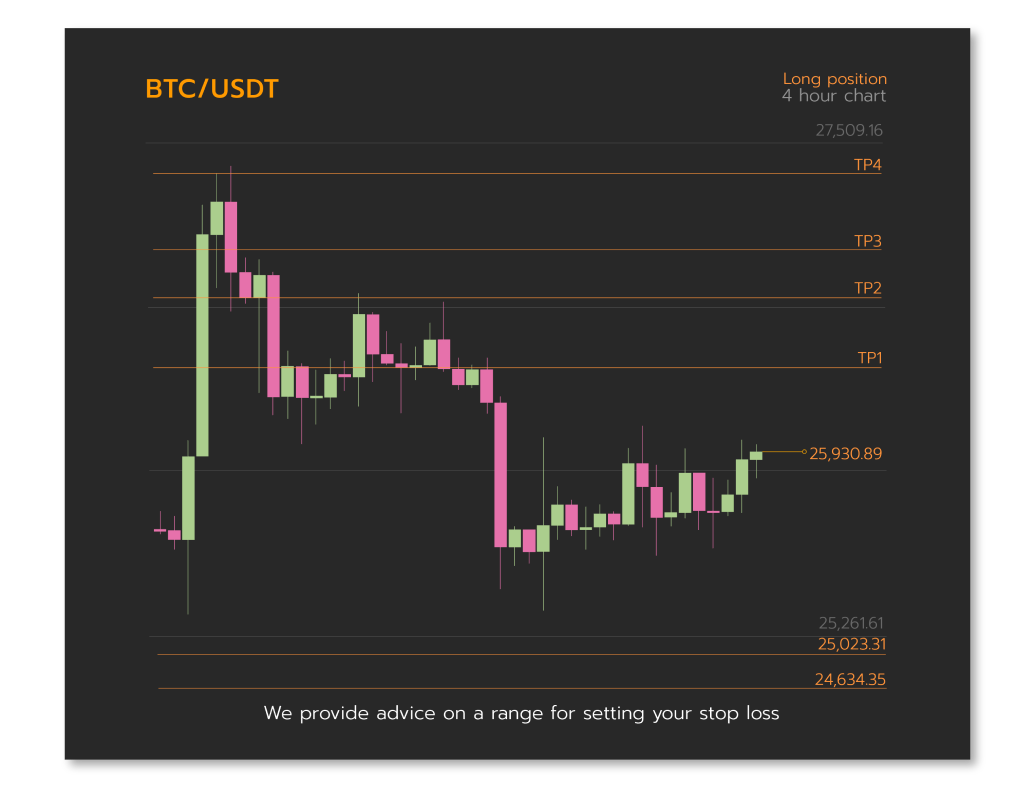 BTC/USDT
Long position
4 hour chart
27,509.16
TP4
TP3
TP2
TP1
25,930.89
25,261.61
25,023.31
24,634.35
We provide advice on a range for setting your stop loss